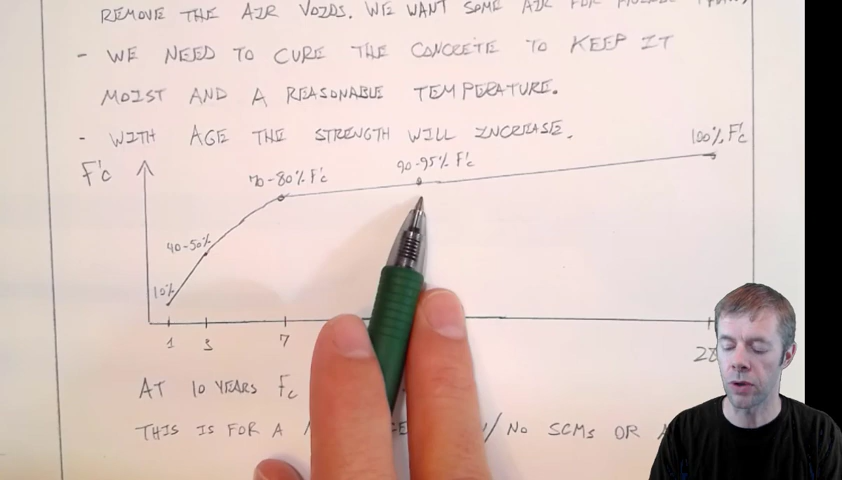 REMOVE THE AIR VOIDS. WE WANT SOME AIR FOR
- WE NEED TO CURE THE CONCRETE TO KEEP IT
MOIST AND A REASONABLE TEMPERATURE.
- WITH AGE THE STRENGTH WILL INCREASE.
100% F'c
90-95% F'c
F'c
70-80% F'c
40-50%
10%
1 3 7 28
AT 10 YEARS Fc
THIS IS FOR A W/ NO SCMs OR